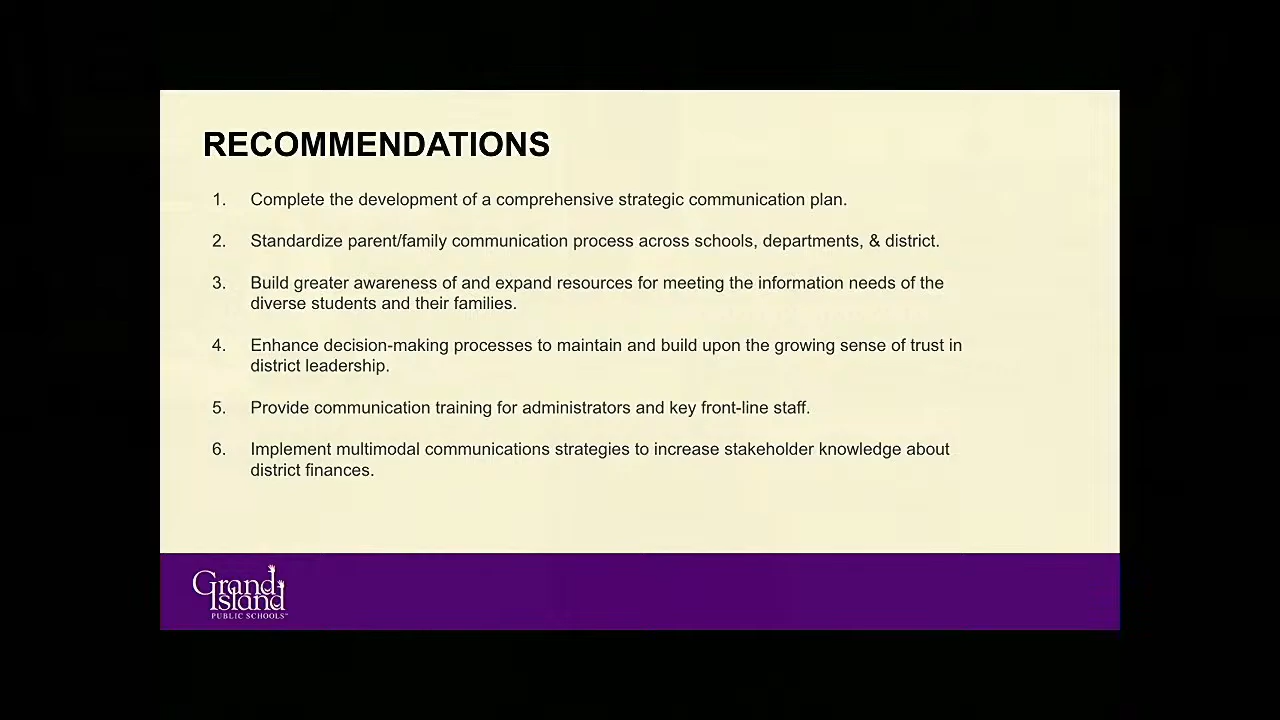 RECOMMENDATIONS
1. Complete the development of a comprehensive strategic communication plan.
2. Standardize parent/family communication process across schools, departments, & district.
3. Build greater awareness of and expand resources for meeting the information needs of the
diverse students and their families.
4. Enhance decision-making processes to maintain and build upon the growing sense of trust in
district leadership.
5. Provide communication training for administrators and key front-line staff.
6. Implement multimodal communications strategies to increase stakeholder knowledge about
district finances.
Grand
Island
PUBLIC SCHOOLS